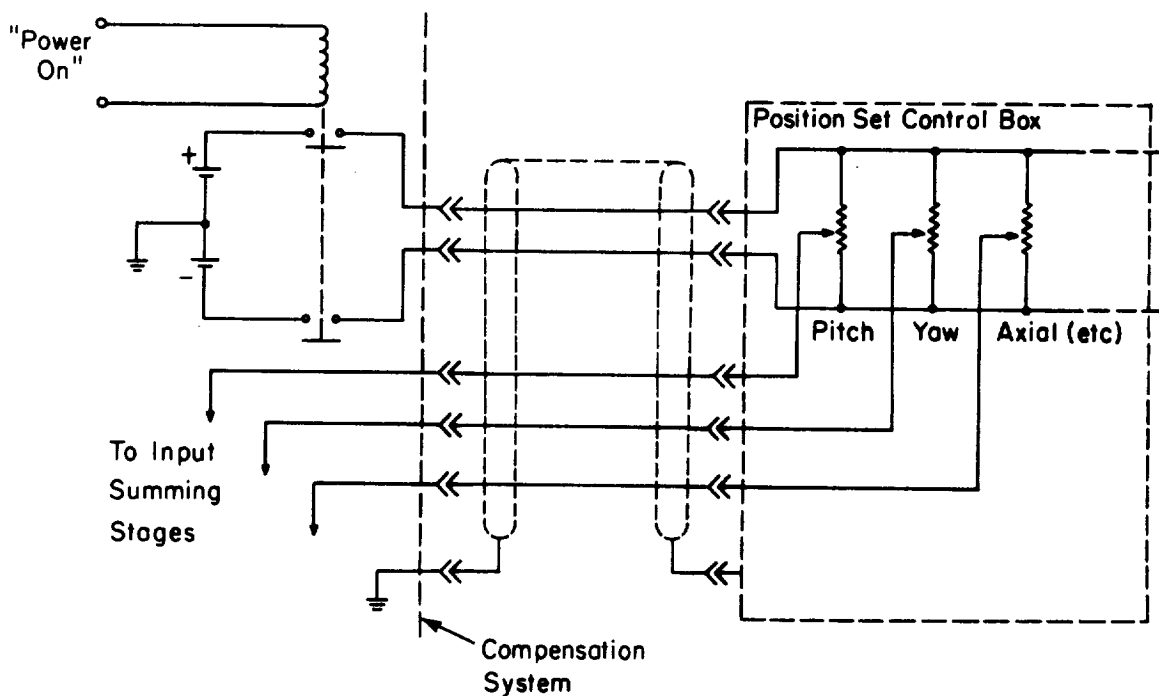 "Power
On"
+
−
Position Set Control Box
Pitch Yaw Axial (etc)
To Input
Summing
Stages
Compensation
System